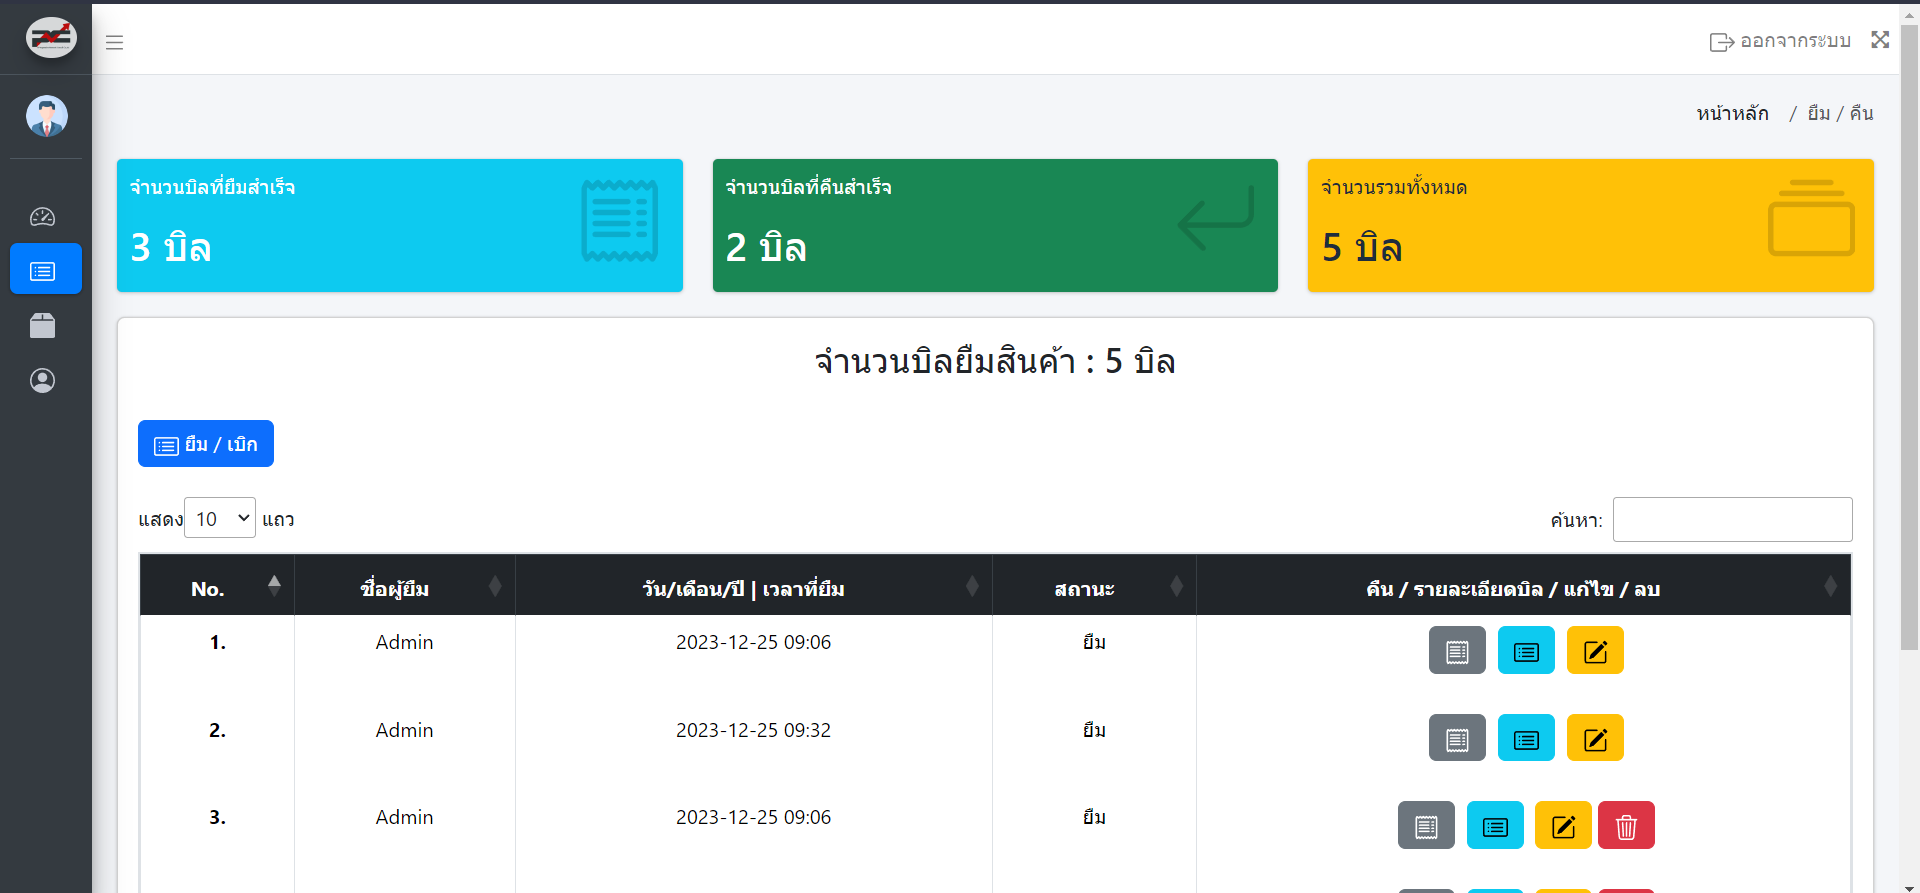 ออกจากระบบ
หน้าหลัก / ยืม / คืน
จำนวนบิลที่ยืมสำเร็จ
3 บิล
จำนวนบิลที่คืนสำเร็จ
2 บิล
จำนวนรวมทั้งหมด
5 บิล
จำนวนบิลยืมสินค้า : 5 บิล
ยืม / เบิก
แสดง 10 แถว
ค้นหา:
No. ชื่อผู้ยืม วัน/เดือน/ปี | เวลาที่ยืม สถานะ คืน / รายละเอียดบิล / แก้ไข / ลบ
1. Admin 2023-12-25 09:06 ยืม
2. Admin 2023-12-25 09:32 ยืม
3. Admin 2023-12-25 09:06 ยืม